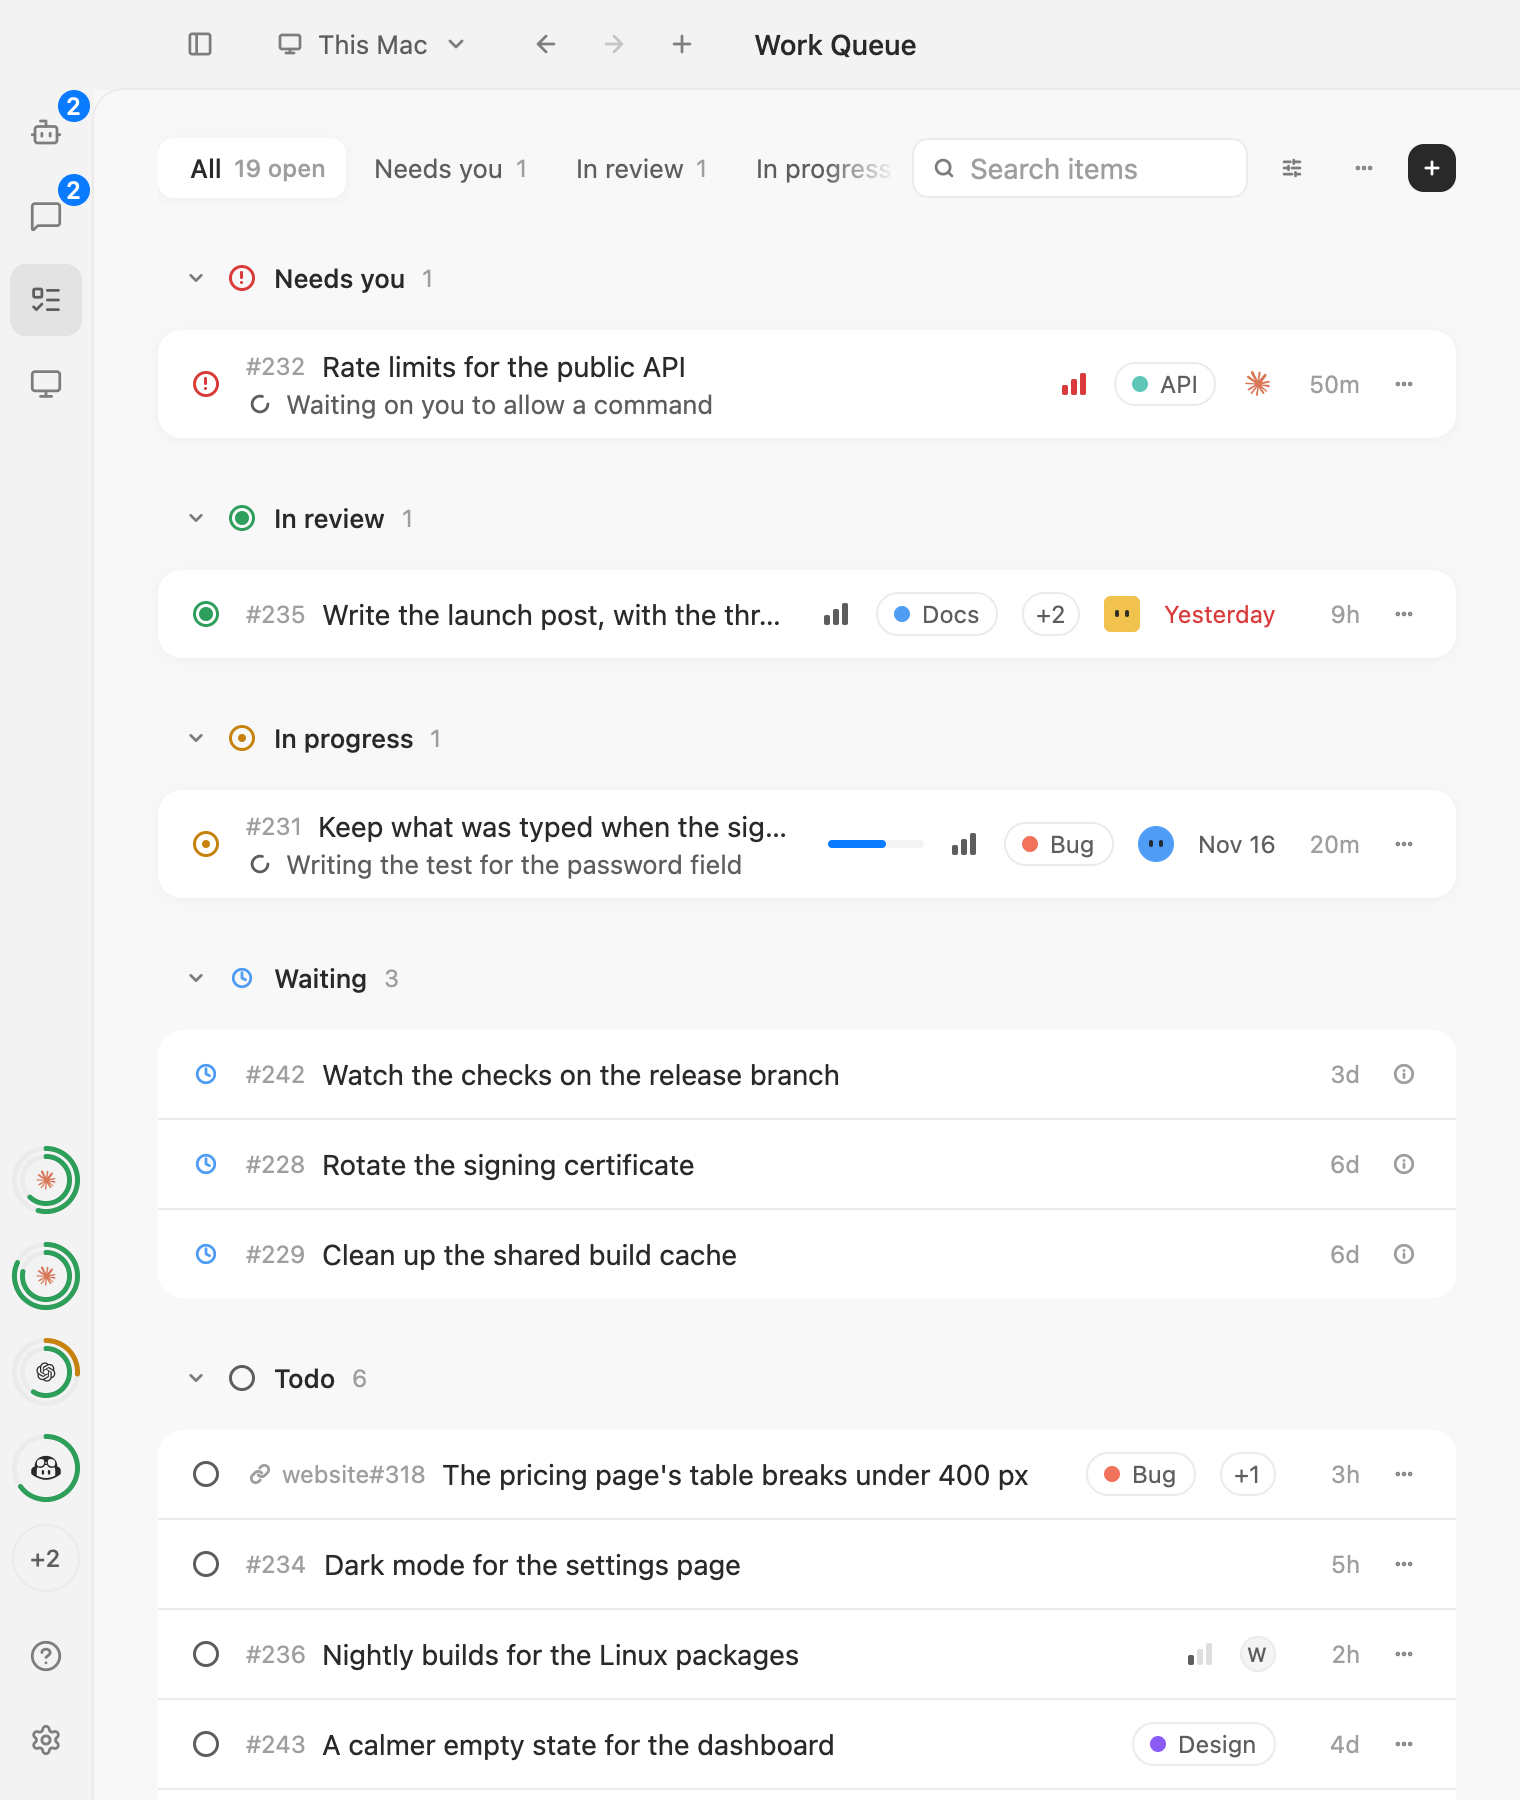 This Mac
Work Queue
2
2
All 19 open
Needs you 1
In review 1
In progress
Search items
Needs you 1
#232 Rate limits for the public API
Waiting on you to allow a command
API
50m
In review 1
#235 Write the launch post, with the thr...
Docs
+2
Yesterday
9h
In progress 1
#231 Keep what was typed when the sig...
Writing the test for the password field
Bug
Nov 16
20m
Waiting 3
#242 Watch the checks on the release branch
3d
#228 Rotate the signing certificate
6d
#229 Clean up the shared build cache
6d
Todo 6
website#318 The pricing page's table breaks under 400 px
Bug
+1
3h
#234 Dark mode for the settings page
5h
#236 Nightly builds for the Linux packages
W
2h
#243 A calmer empty state for the dashboard
Design
4d
+2